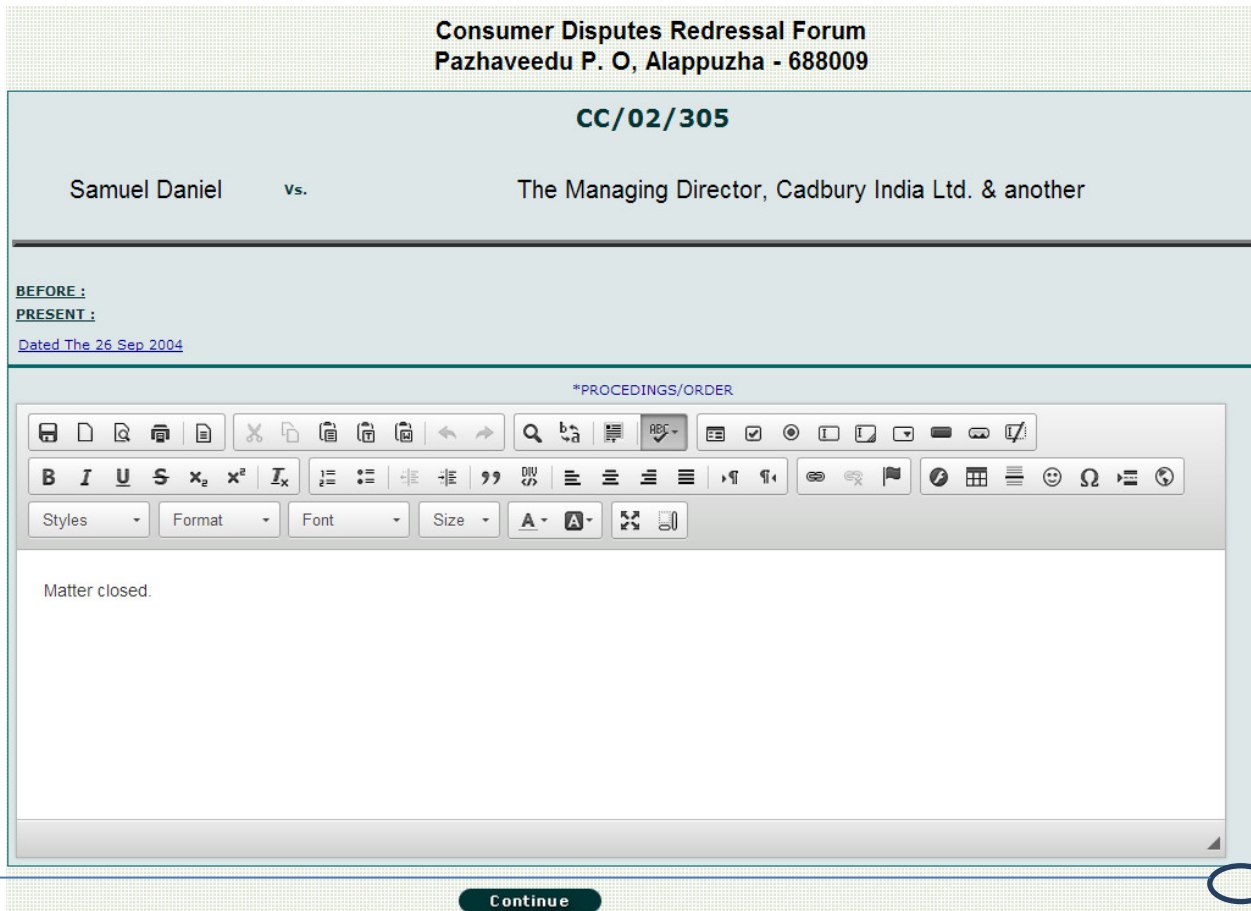 Consumer Disputes Redressal Forum
Pazhaveedu P. O, Alappuzha - 688009
CC/02/305
Samuel Daniel Vs. The Managing Director, Cadbury India Ltd. & another
BEFORE :
PRESENT :
Dated The 26 Sep 2004
*PROCEDINGS/ORDER
Styles Format Font Size
Matter closed.
Continue